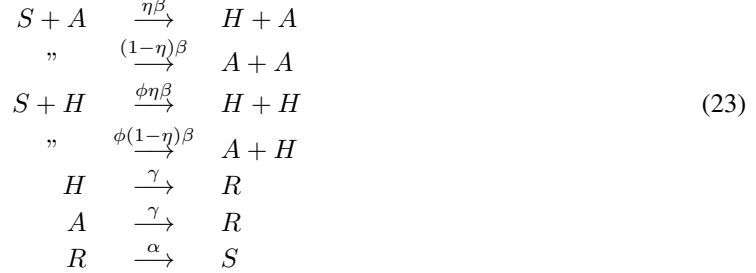 S + A ηβ⟶ H + A
” (1−η)β⟶ A + A
S + H ϕηβ⟶ H + H (23)
” ϕ(1−η)β⟶ A + H
H γ⟶ R
A γ⟶ R
R α⟶ S